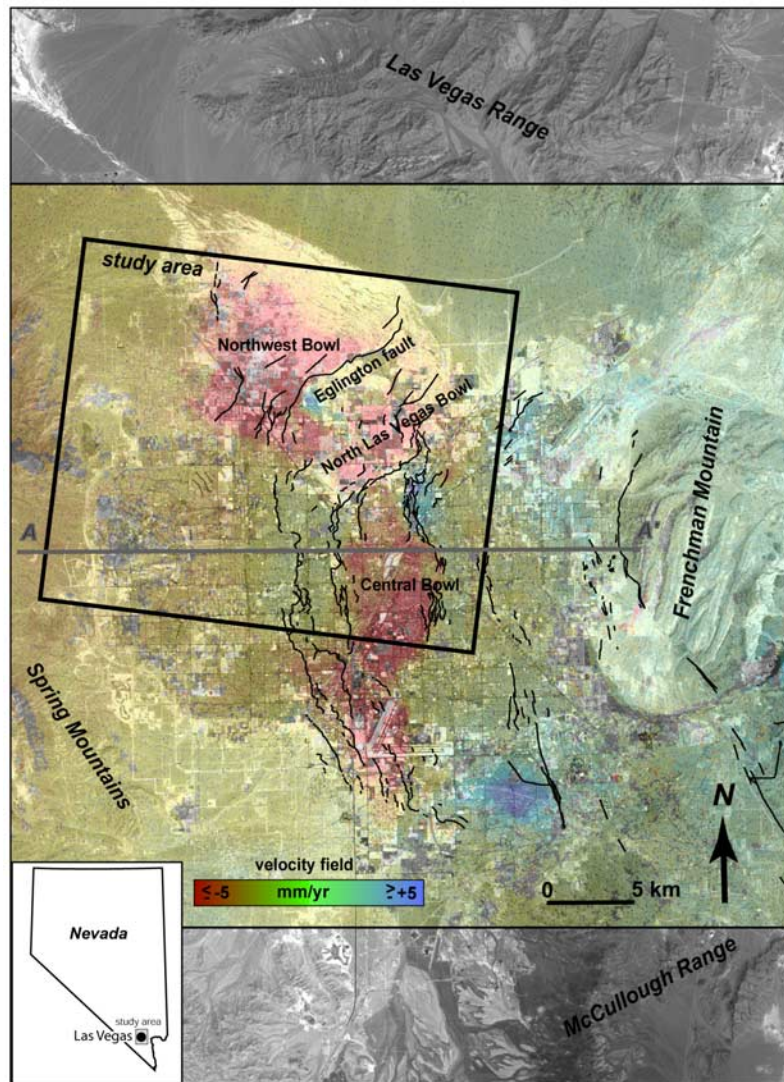 Las Vegas Range
study area
Northwest Bowl
Eglington fault
North Las Vegas Bowl
A
A'
Central Bowl
Frenchman Mountain
Spring Mountains
N
velocity field
≤ -5
mm/yr
≥ +5
0
5 km
Nevada
study area
Las Vegas
McCullough Range